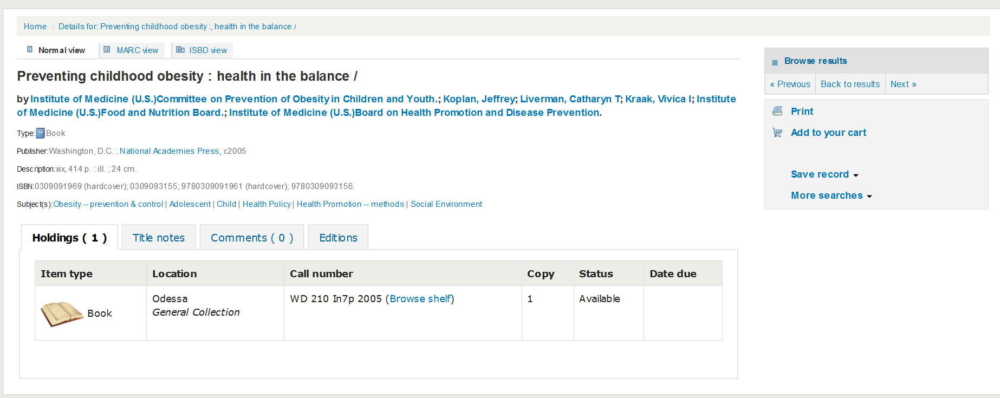 Home › Details for: Preventing childhood obesity :, health in the balance /
Normal view MARC view ISBD view
Preventing childhood obesity : health in the balance /
by Institute of Medicine (U.S.)Committee on Prevention of Obesity in Children and Youth.; Koplan, Jeffrey; Liverman, Catharyn T; Kraak, Vivica I; Institute
of Medicine (U.S.)Food and Nutrition Board.; Institute of Medicine (U.S.)Board on Health Promotion and Disease Prevention.
Type: Book
Publisher:Washington, D.C. : National Academies Press, c2005
Description:xix, 414 p. : ill. ; 24 cm.
ISBN:0309091969 (hardcover); 0309093155; 9780309091961 (hardcover); 9780309093156.
Subject(s):Obesity -- prevention & control | Adolescent | Child | Health Policy | Health Promotion -- methods | Social Environment
Holdings ( 1 ) Title notes Comments ( 0 ) Editions
Item type Location Call number Copy Status Date due
Book Odessa WD 210 In7p 2005 (Browse shelf) 1 Available
General Collection
Browse results
« Previous Back to results Next »
Print
Add to your cart
Save record
More searches